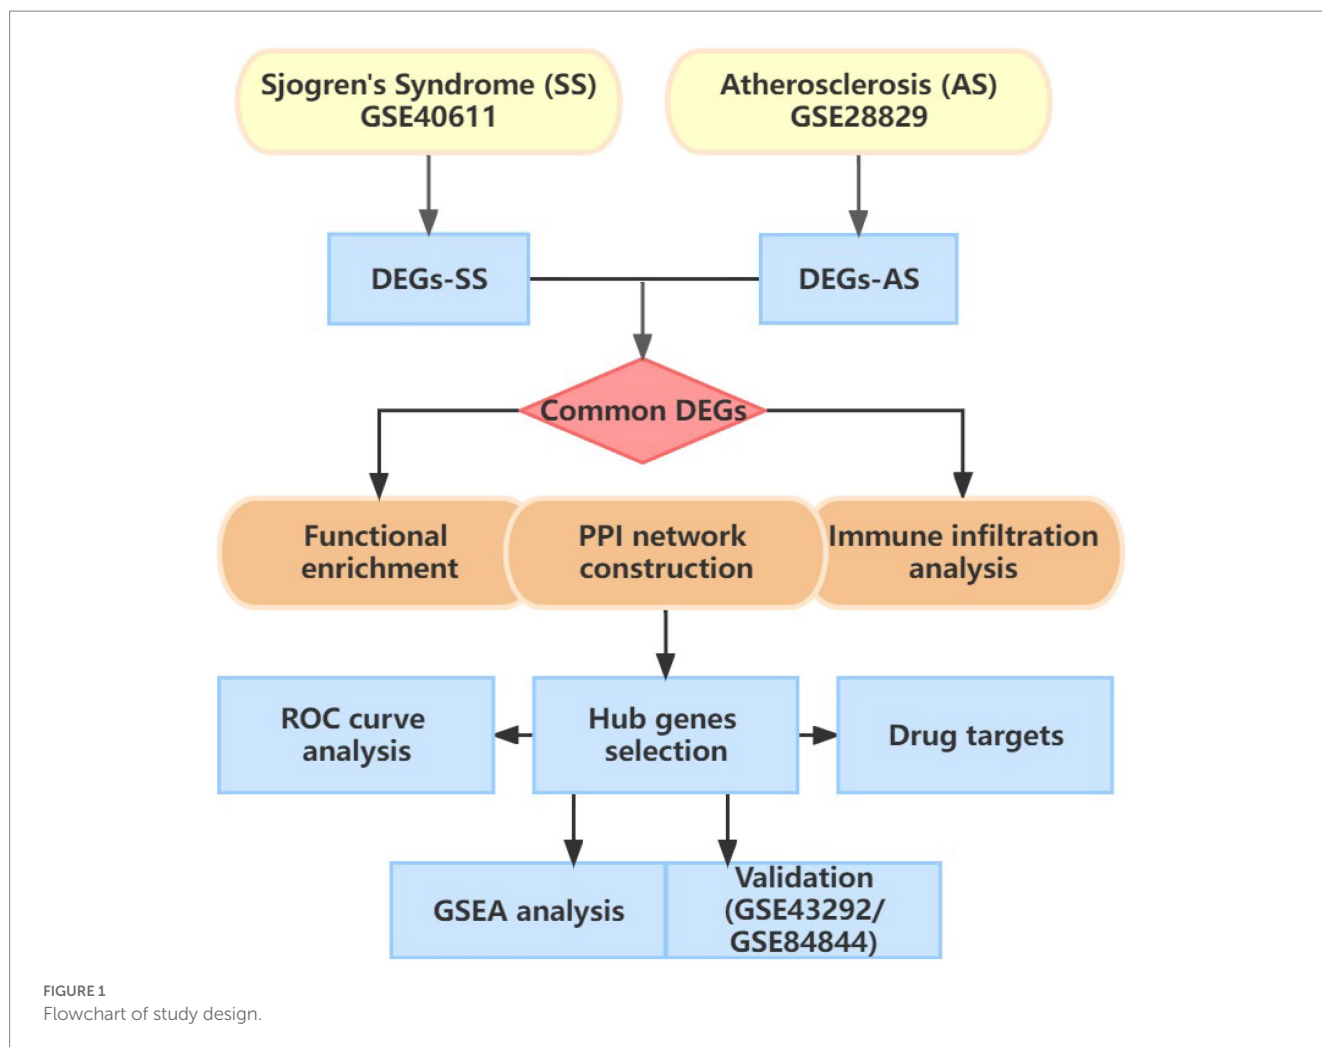 Sjogren's Syndrome (SS)
GSE40611
Atherosclerosis (AS)
GSE28829
DEGs-SS
DEGs-AS
Common DEGs
Functional
enrichment
PPI network
construction
Immune infiltration
analysis
ROC curve
analysis
Hub genes
selection
Drug targets
GSEA analysis
Validation
(GSE43292/
GSE84844)
FIGURE 1
Flowchart of study design.